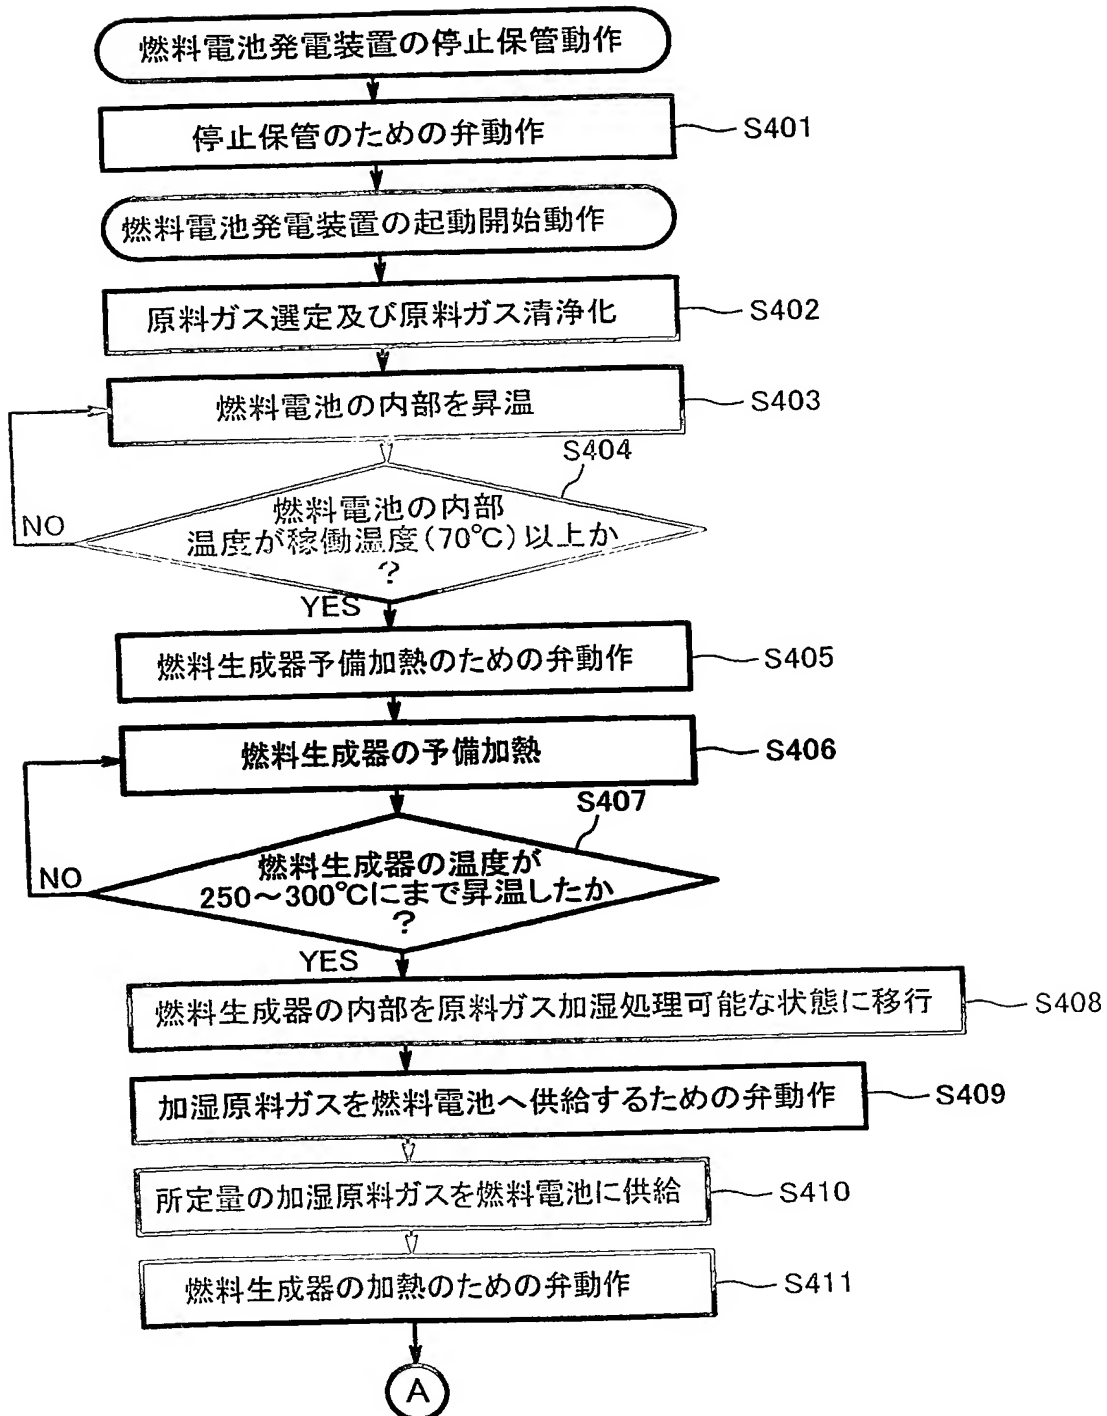 燃料電池発電装置の停止保管動作
停止保管のための弁動作
S401
燃料電池発電装置の起動開始動作
原料ガス選定及び原料ガス清浄化
S402
燃料電池の内部を昇温
S403
S404
燃料電池の内部
温度が稼働温度(70℃)以上か
?
NO
YES
燃料生成器予備加熱のための弁動作
S405
燃料生成器の予備加熱
S406
S407
燃料生成器の温度が
250～300℃にまで昇温したか
?
NO
YES
燃料生成器の内部を原料ガス加湿処理可能な状態に移行
S408
加湿原料ガスを燃料電池へ供給するための弁動作
S409
所定量の加湿原料ガスを燃料電池に供給
S410
燃料生成器の加熱のための弁動作
S411
A